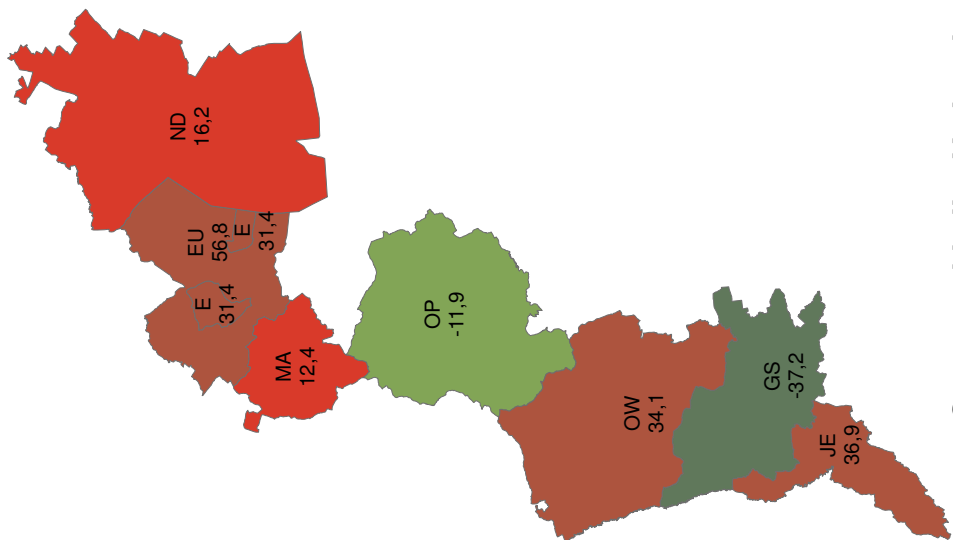 ND
16,2
EU
56,8
E
31,4
E
31,4
MA
12,4
OP
-11,9
OW
34,1
GS
-37,2
JE
36,9